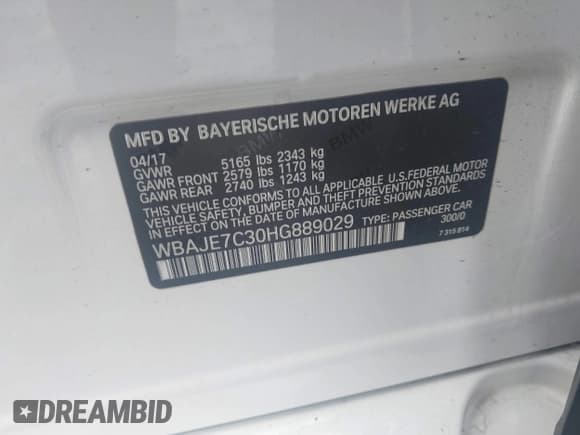 MFD BY BAYERISCHE MOTOREN WERKE AG
04/17
GVWR 5165 lbs 2343 kg
GAWR FRONT 2579 lbs 1170 kg
GAWR REAR 2740 lbs 1243 kg
THIS VEHICLE CONFORMS TO ALL APPLICABLE U.S.FEDERAL MOTOR
VEHICLE SAFETY, BUMPER, AND THEFT PREVENTION STANDARDS
IN EFFECT ON THE DATE OF MANUFACTURE SHOWN ABOVE.
WBAJE7C30HG889029 TYPE: PASSENGER CAR
300/0
7 315 814
DREAMBID